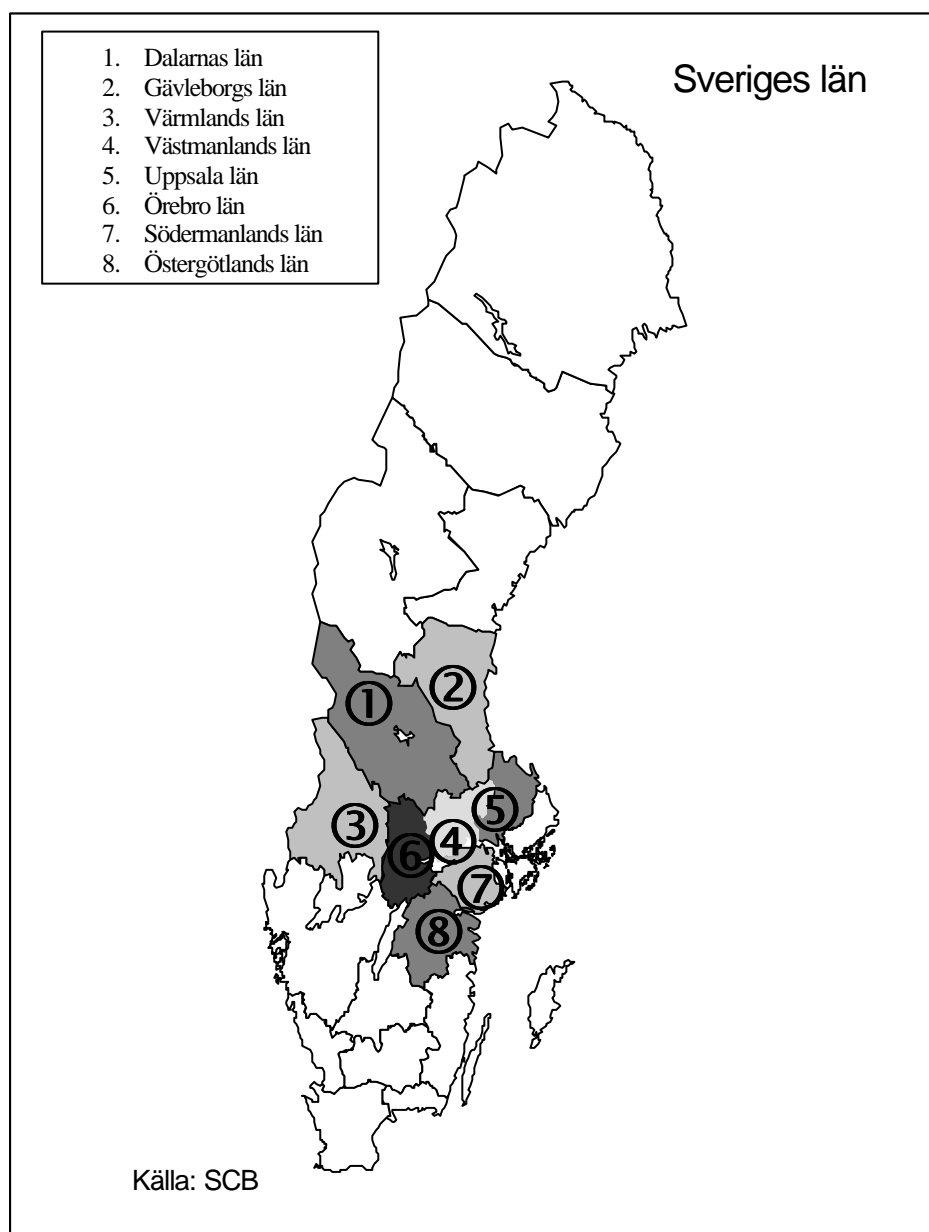 1. Dalarnas län
2. Gävleborgs län
3. Värmlands län
4. Västmanlands län
5. Uppsala län
6. Örebro län
7. Södermanlands län
8. Östergötlands län
Sveriges län
2
1
5
3
4
6
7
8
Källa: SCB